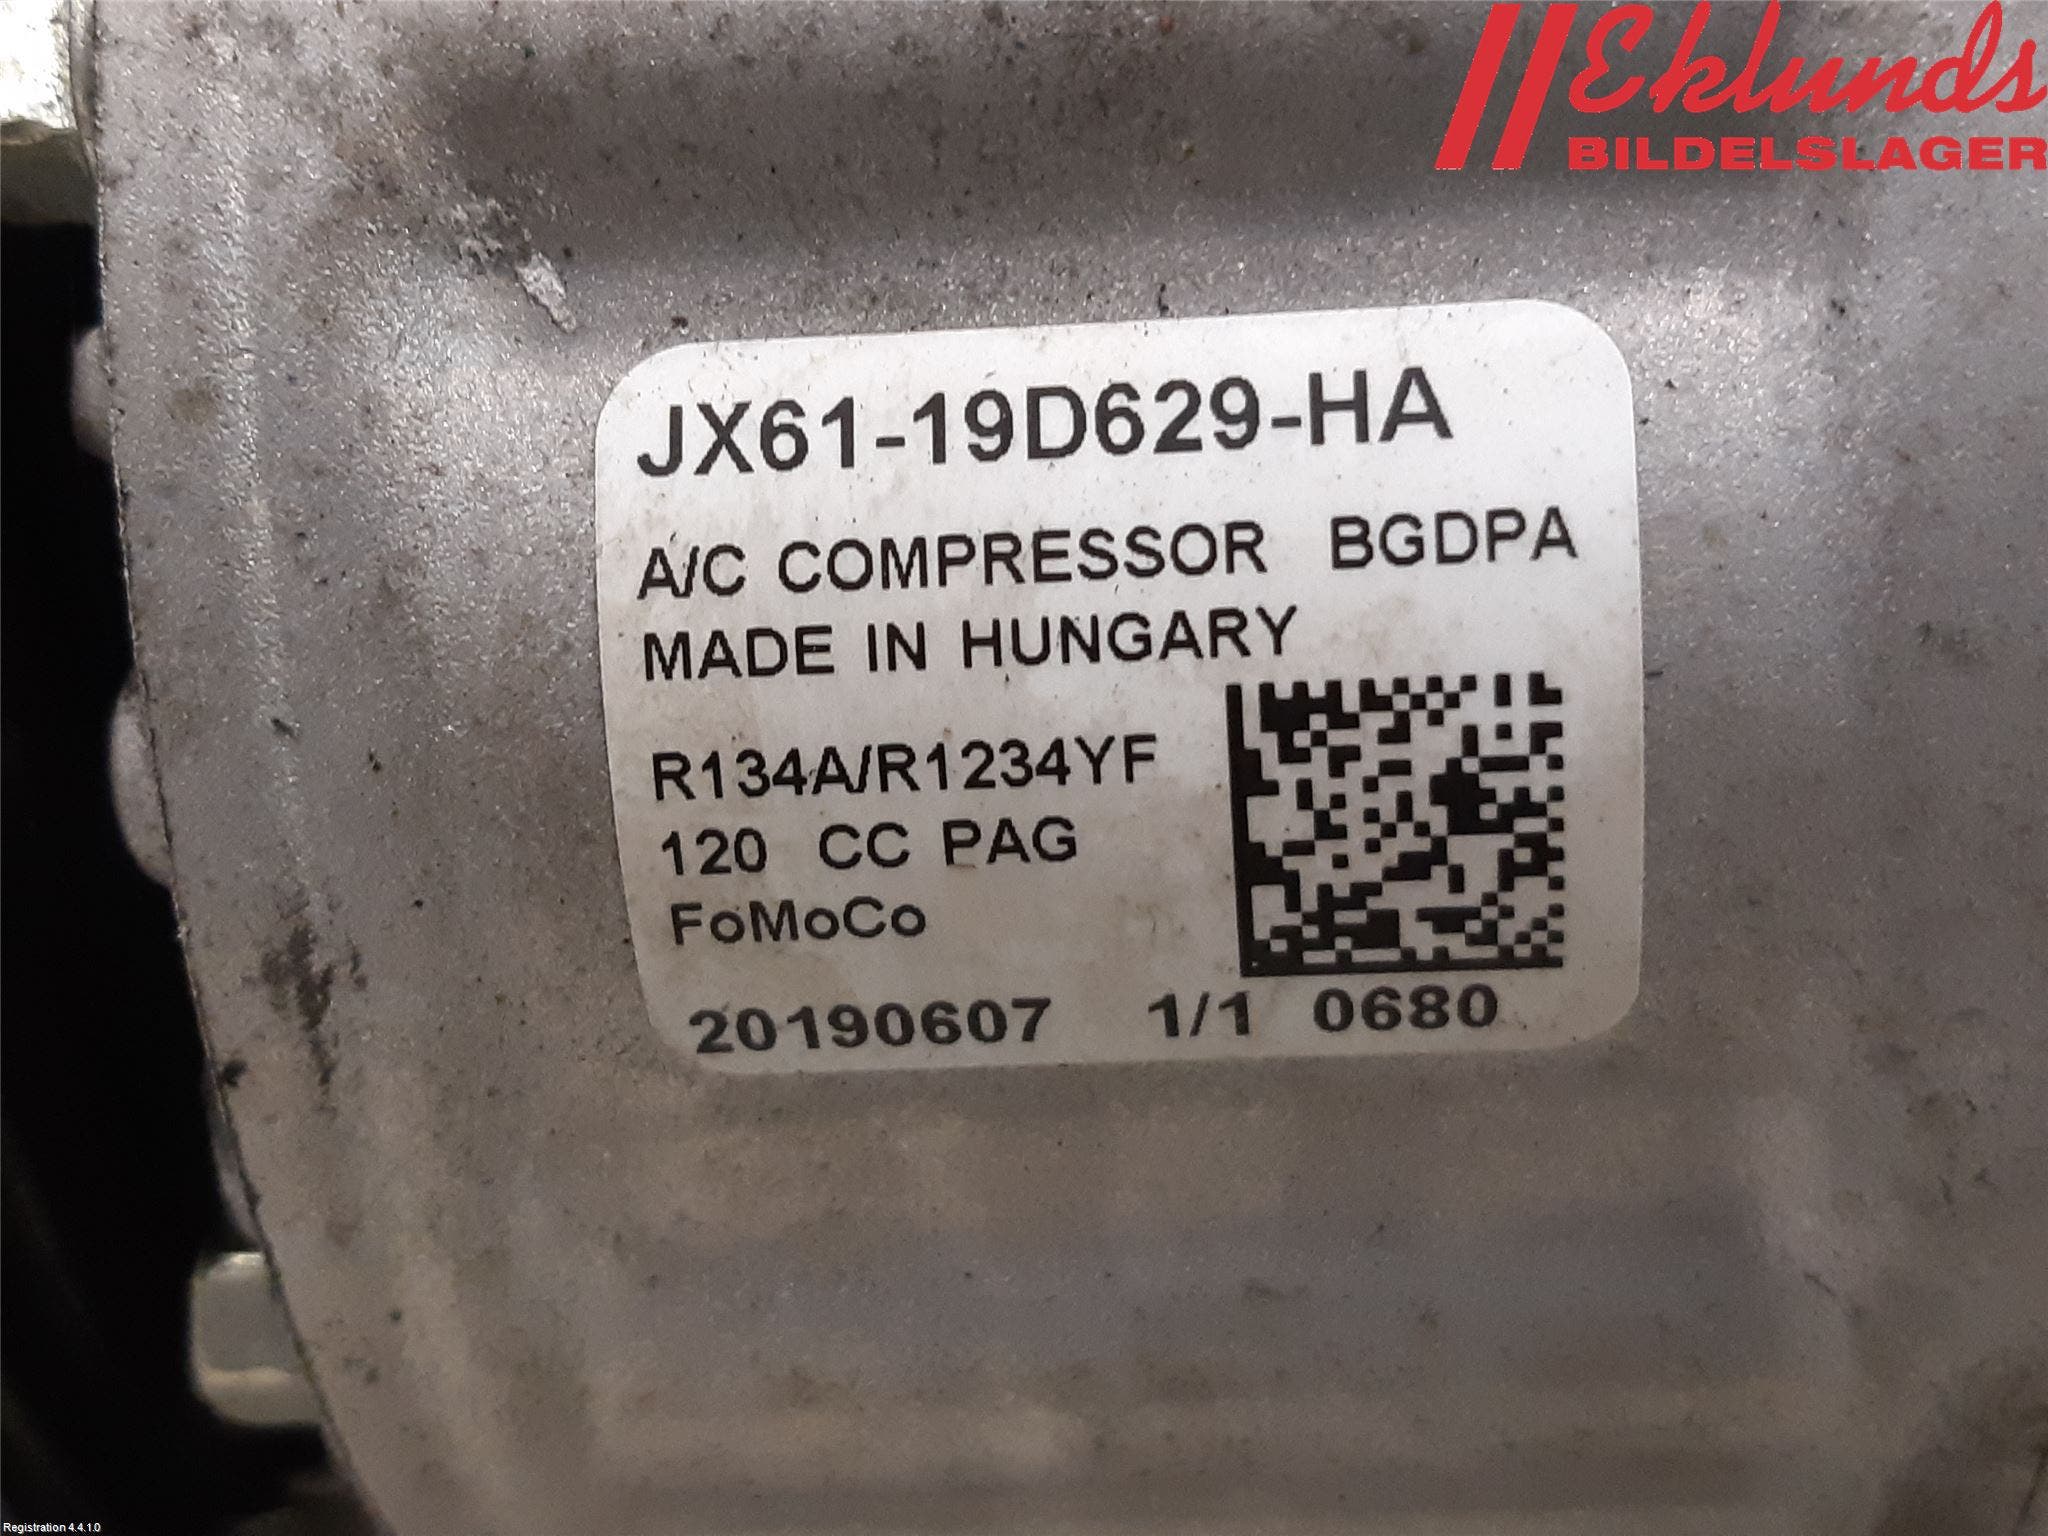 Eklunds
BILDELSLAGER
JX61-19D629-HA
A/C COMPRESSOR BGDPA
MADE IN HUNGARY
R134A/R1234YF
120 CC PAG
FoMoCo
20190607 1/1 0680
Registration 4.4.1.0